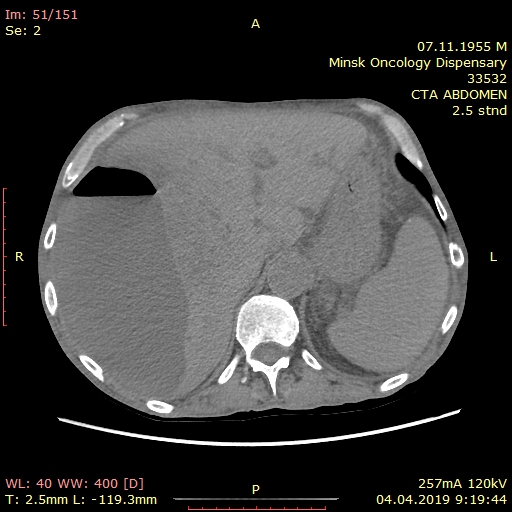 Im: 51/151
Se: 2
A
07.11.1955 M
Minsk Oncology Dispensary
33532
CTA ABDOMEN
2.5 stnd
R
L
WL: 40 WW: 400 [D]
T: 2.5mm L: -119.3mm
P
257mA 120kV
04.04.2019 9:19:44